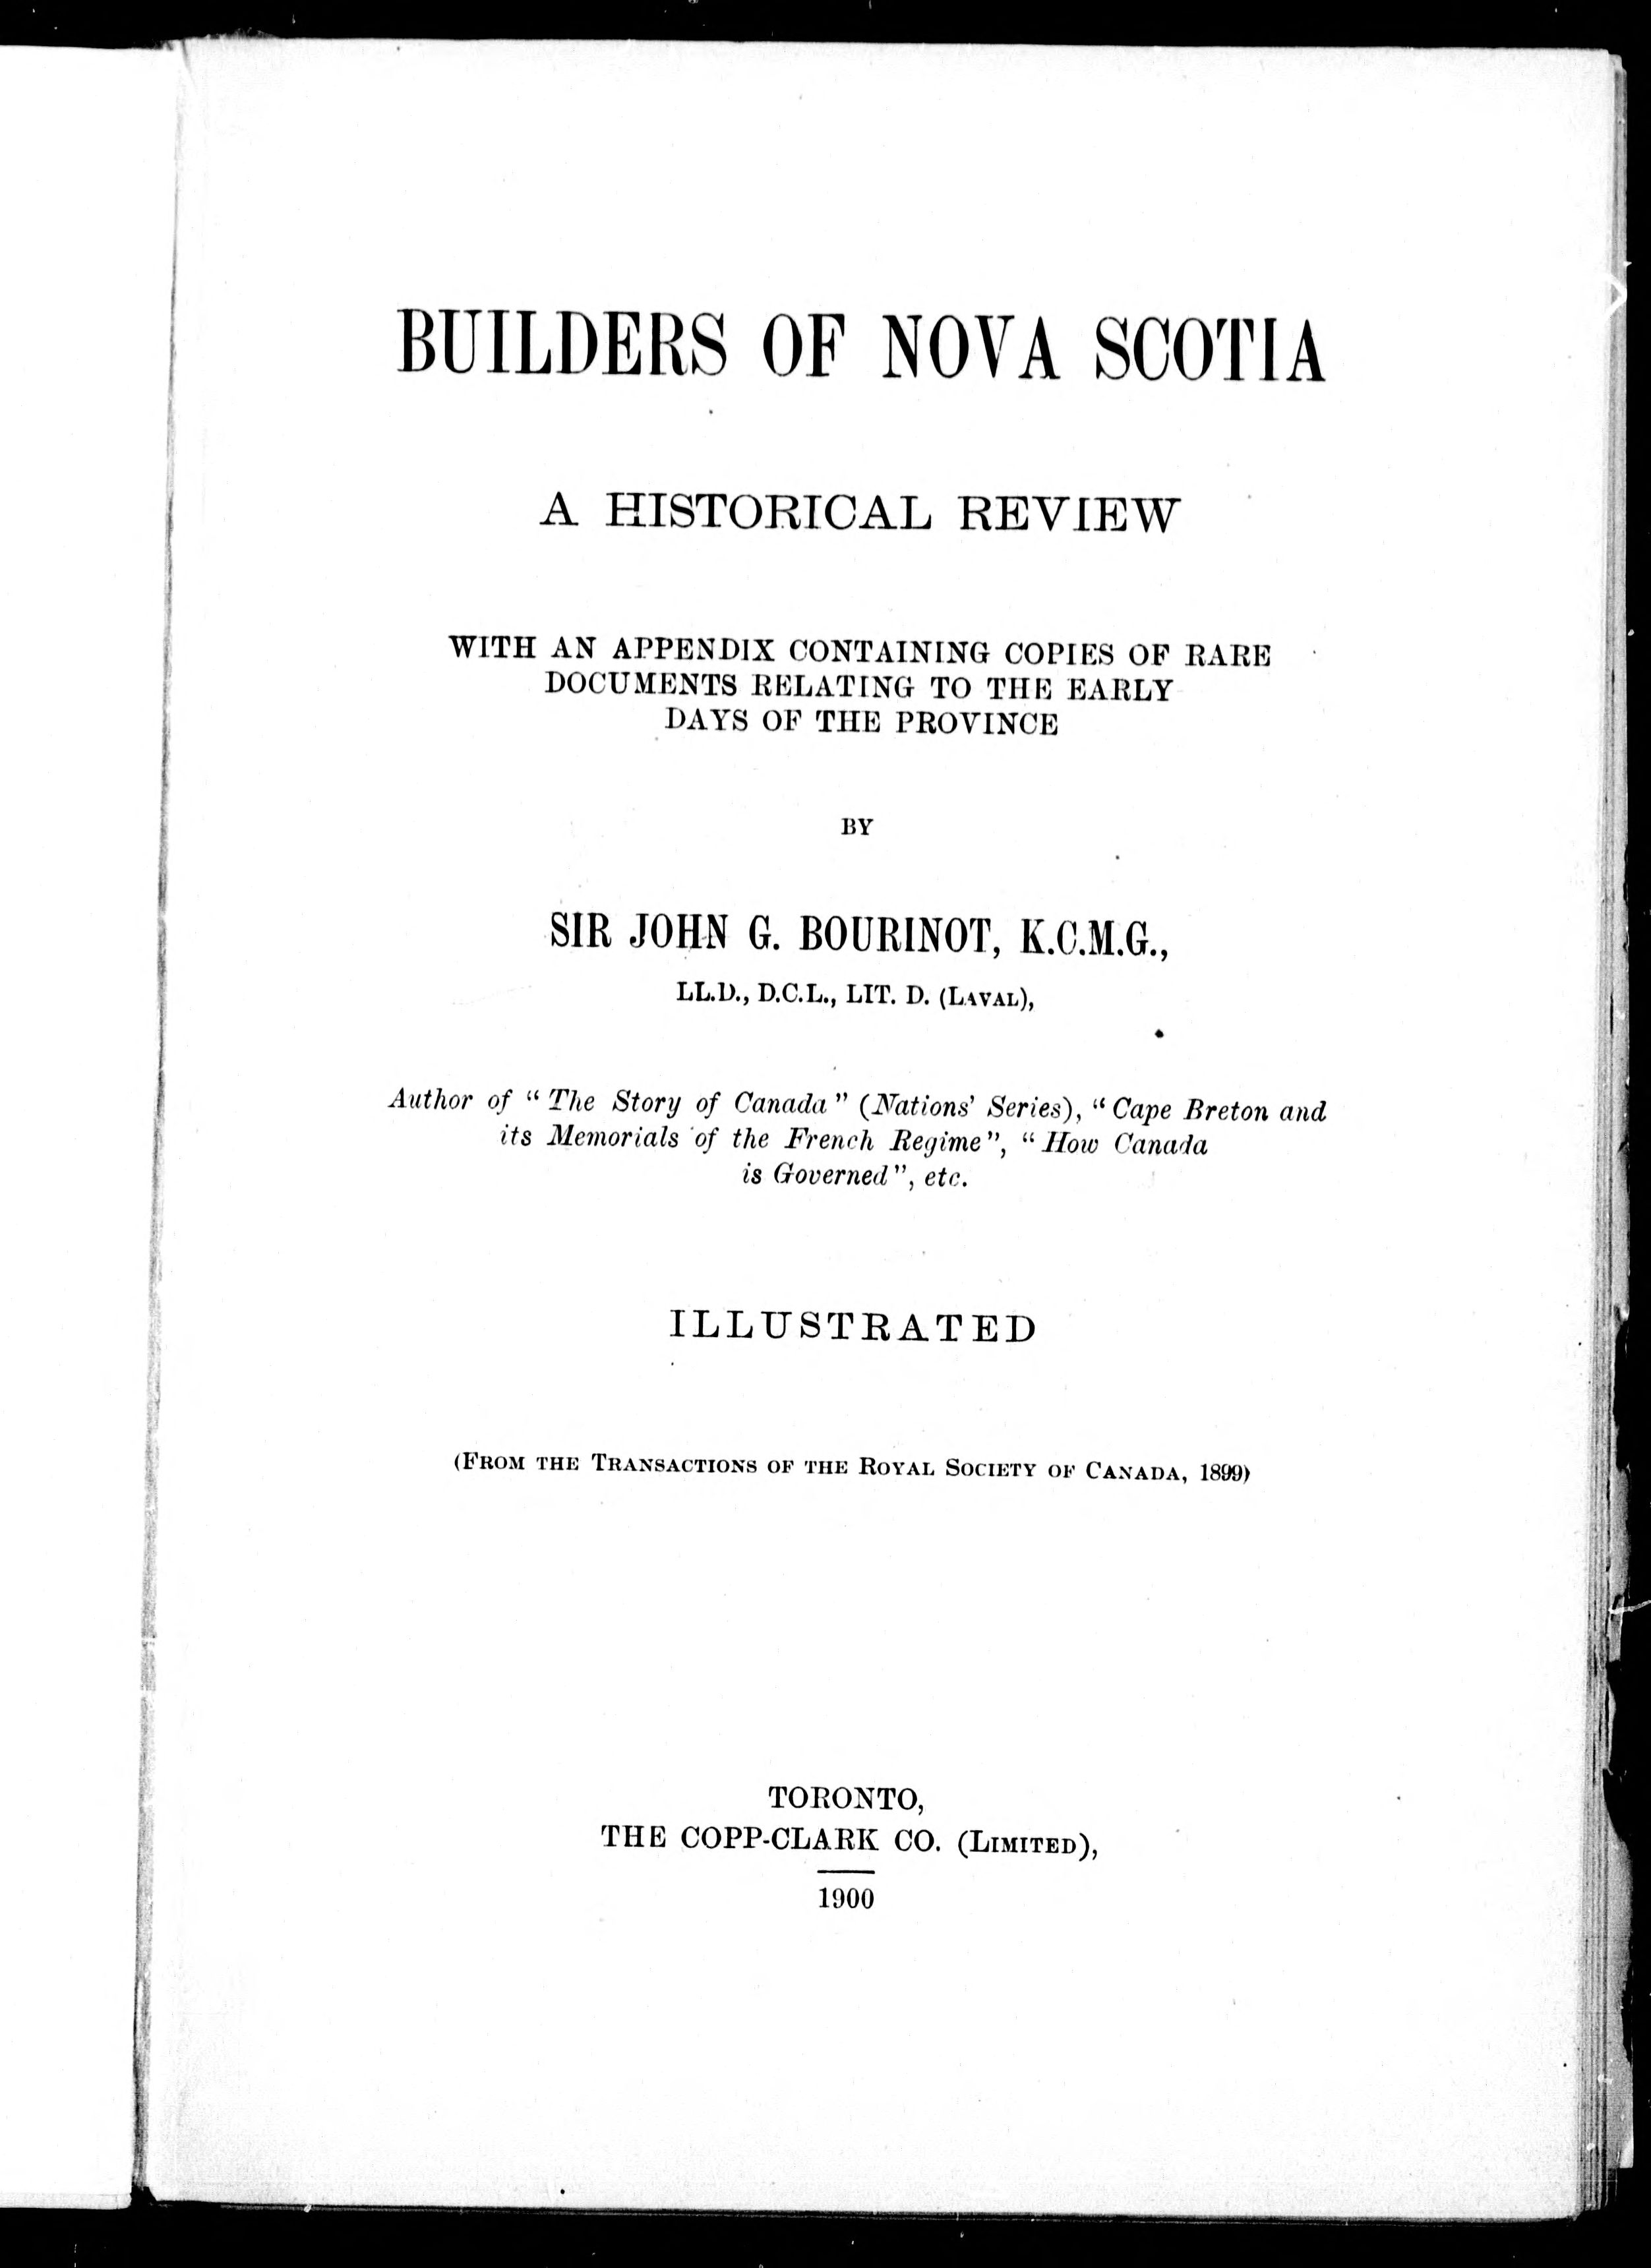 BUILDERS OF NOVA SCOTIA
A HISTORICAL REVIEW
WITH AN APPENDIX CONTAINING COPIES OF RARE
DOCUMENTS RELATING TO THE EARLY
DAYS OF THE PROVINCE
BY
SIR JOHN G. BOURINOT, K.C.M.G.,
LL.D., D.C.L., LIT. D. (LAVAL),
Author of "The Story of Canada" (Nations' Series), "Cape Breton and
its Memorials of the French Regime", "How Canada
is Governed", etc.
ILLUSTRATED
(FROM THE TRANSACTIONS OF THE ROYAL SOCIETY OF CANADA, 1899)
TORONTO,
THE COPP-CLARK CO. (LIMITED),
1900